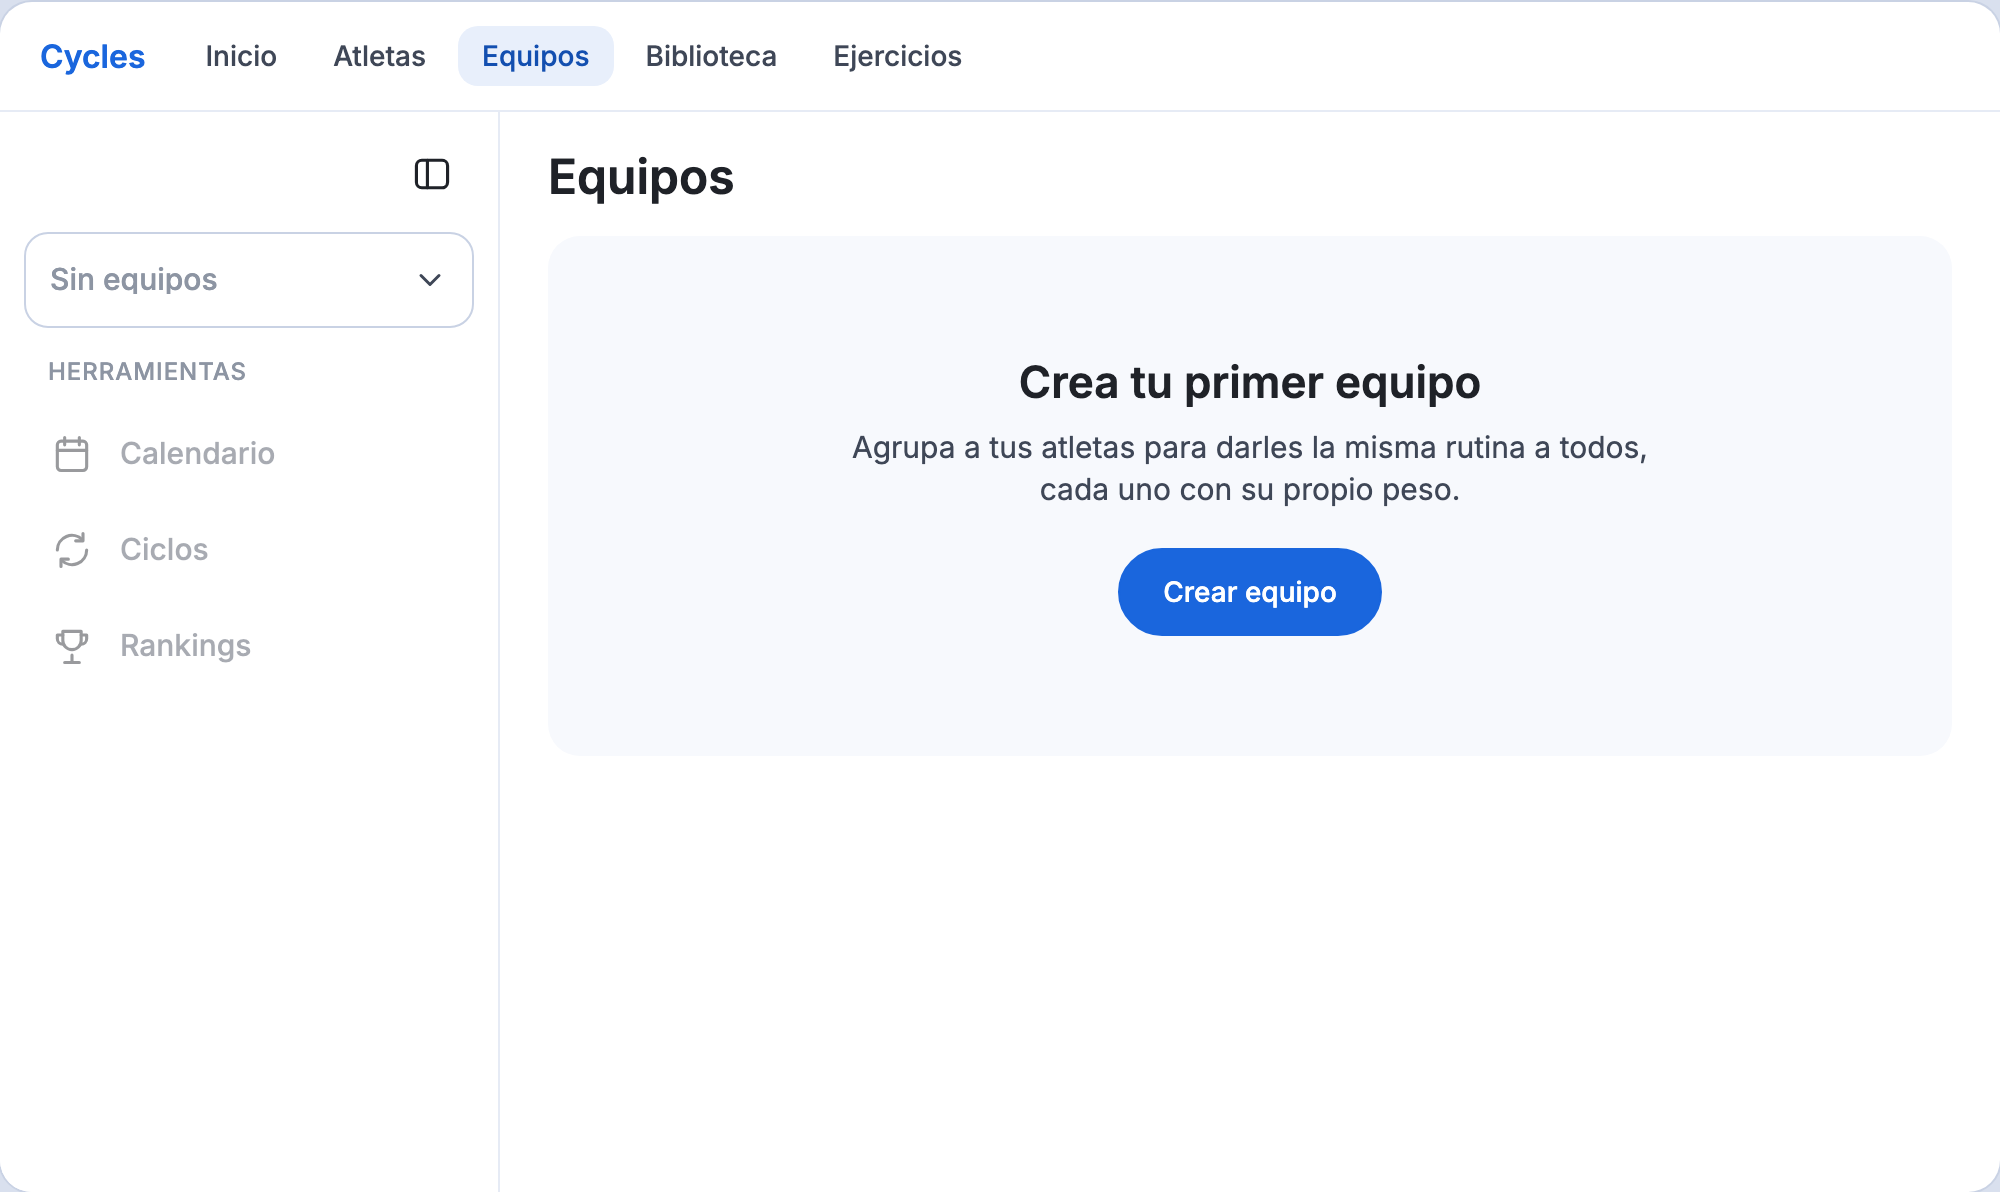 Cycles
Inicio
Atletas
Equipos
Biblioteca
Ejercicios
Sin equipos
HERRAMIENTAS
Calendario
Ciclos
Rankings
Equipos
Crea tu primer equipo
Agrupa a tus atletas para darles la misma rutina a todos,
cada uno con su propio peso.
Crear equipo